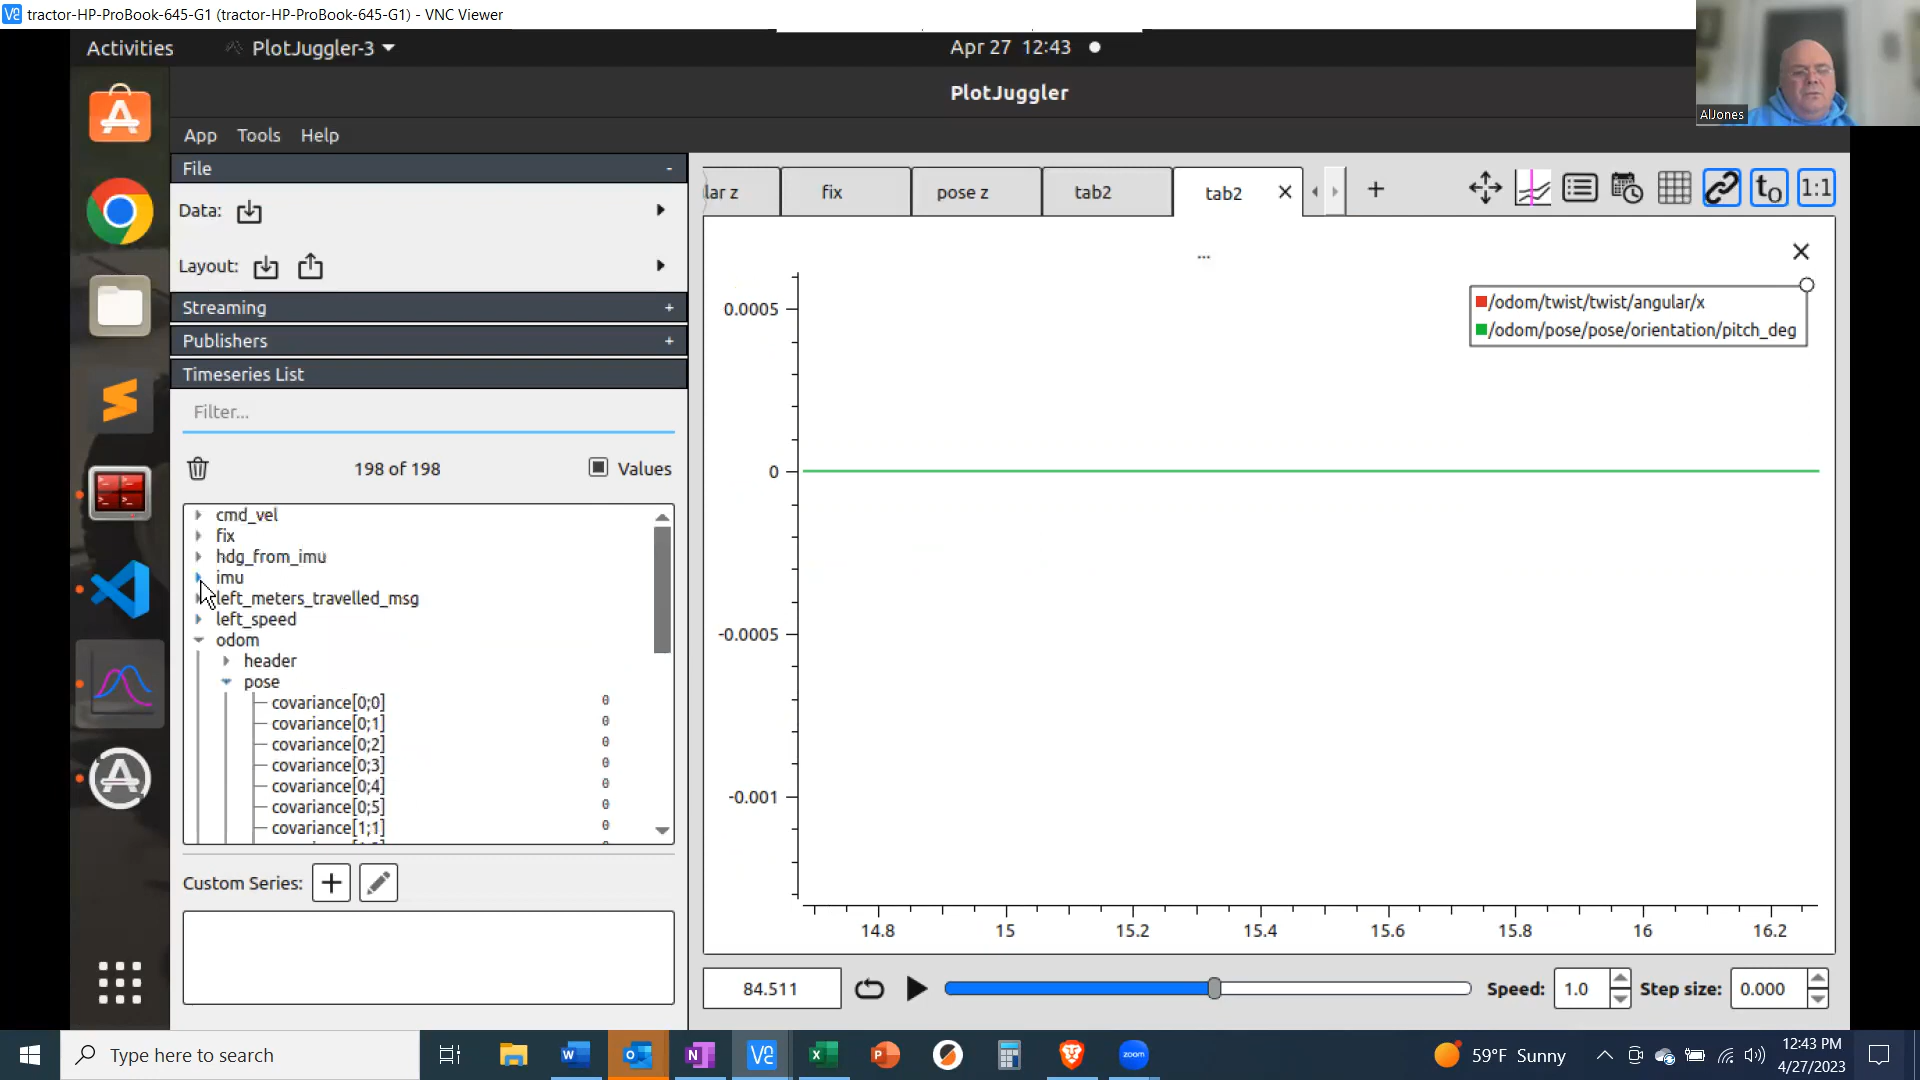 tractor-HP-ProBook-645-G1 (tractor-HP-ProBook-645-G1) - VNC Viewer
Activities
PlotJuggler-3
Apr 27 12:43
PlotJuggler
AlJones
App Tools Help
File
-
Data:
Layout:
Streaming
+
Publishers
+
Timeseries List
Filter...
198 of 198
Values
cmd_vel
fix
hdg_from_imu
imu
left_meters_travelled_msg
left_speed
odom
header
pose
covariance[0;0] 0
covariance[0;1] 0
covariance[0;2] 0
covariance[0;3] 0
covariance[0;4] 0
covariance[0;5] 0
covariance[1;1] 0
Custom Series:
lar z
fix
pose z
tab2
tab2
t0
1:1
...
/odom/twist/twist/angular/x
/odom/pose/pose/orientation/pitch_deg
0.0005
0
-0.0005
-0.001
14.8 15 15.2 15.4 15.6 15.8 16 16.2
84.511
Speed: 1.0 Step size: 0.000
Type here to search
zoom
59°F Sunny
12:43 PM
4/27/2023